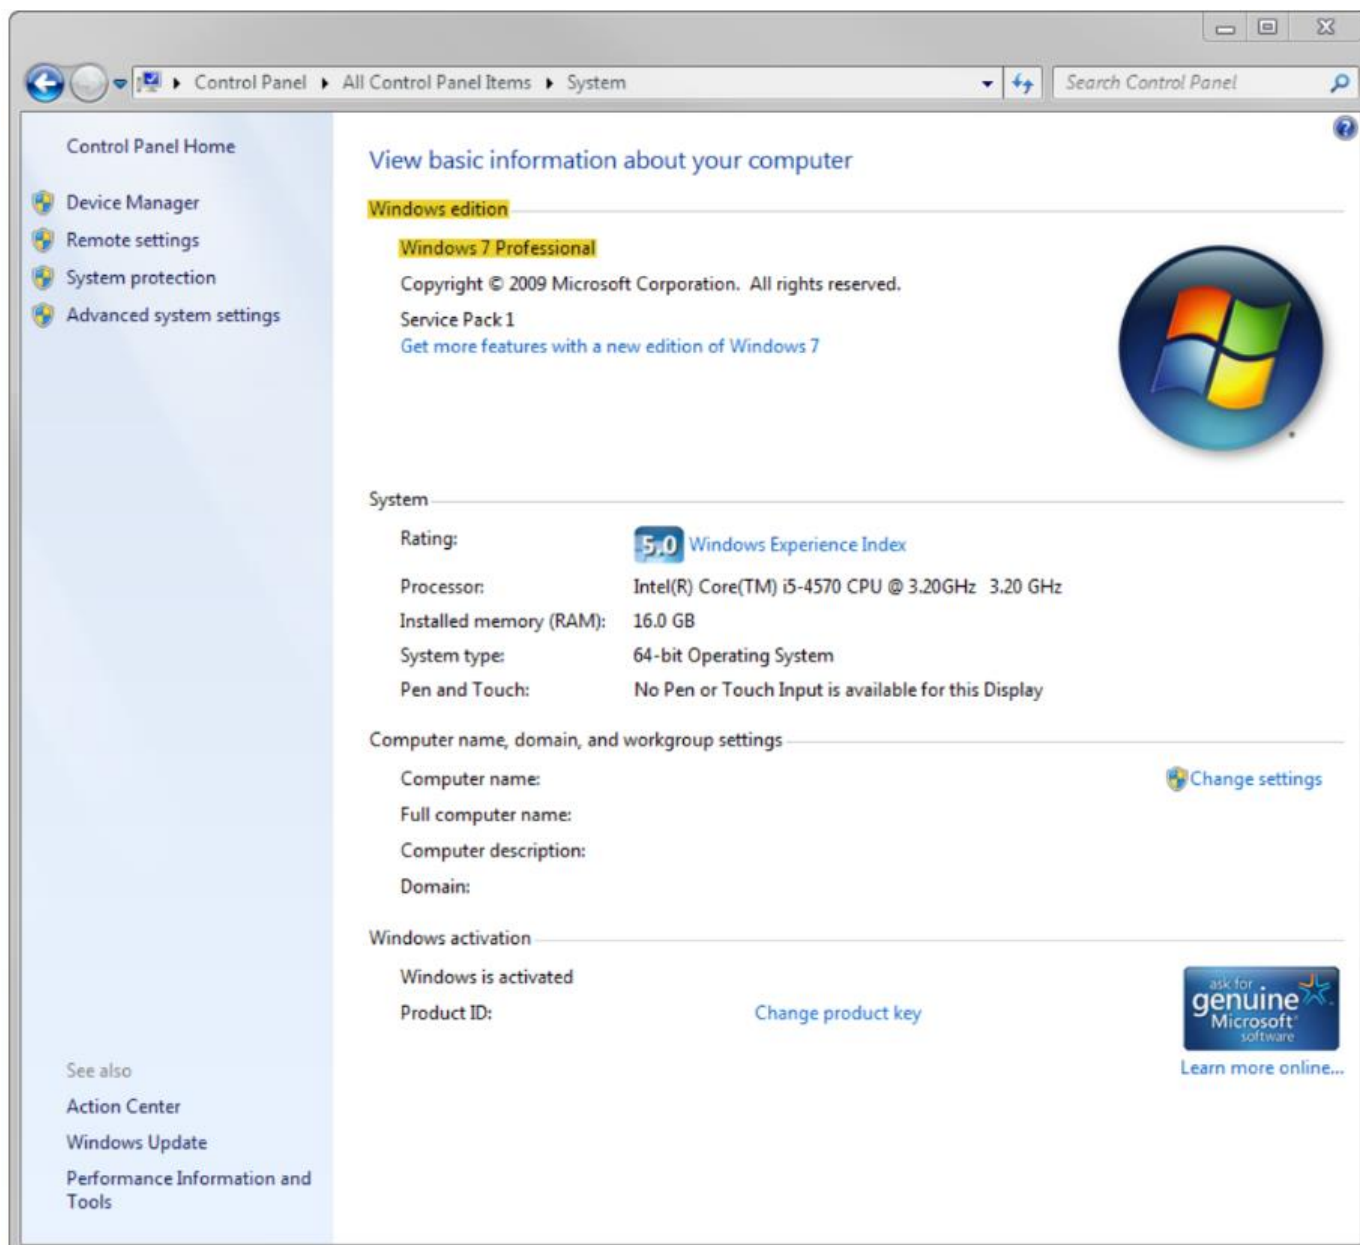 Control Panel ▸ All Control Panel Items ▸ System
Search Control Panel
Control Panel Home
Device Manager
Remote settings
System protection
Advanced system settings
See also
Action Center
Windows Update
Performance Information and
Tools
View basic information about your computer
Windows edition
Windows 7 Professional
Copyright © 2009 Microsoft Corporation. All rights reserved.
Service Pack 1
Get more features with a new edition of Windows 7
System
Rating: 5.0 Windows Experience Index
Processor: Intel(R) Core(TM) i5-4570 CPU @ 3.20GHz 3.20 GHz
Installed memory (RAM): 16.0 GB
System type: 64-bit Operating System
Pen and Touch: No Pen or Touch Input is available for this Display
Computer name, domain, and workgroup settings
Computer name: Change settings
Full computer name:
Computer description:
Domain:
Windows activation
Windows is activated
Product ID: Change product key
ask for
genuine
Microsoft
software
Learn more online...